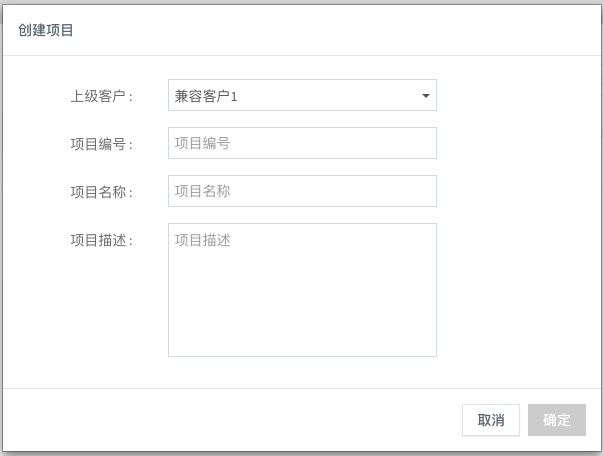 创建项目
上级客户: 兼容客户1
项目编号: 项目编号
项目名称: 项目名称
项目描述: 项目描述
取消 确定